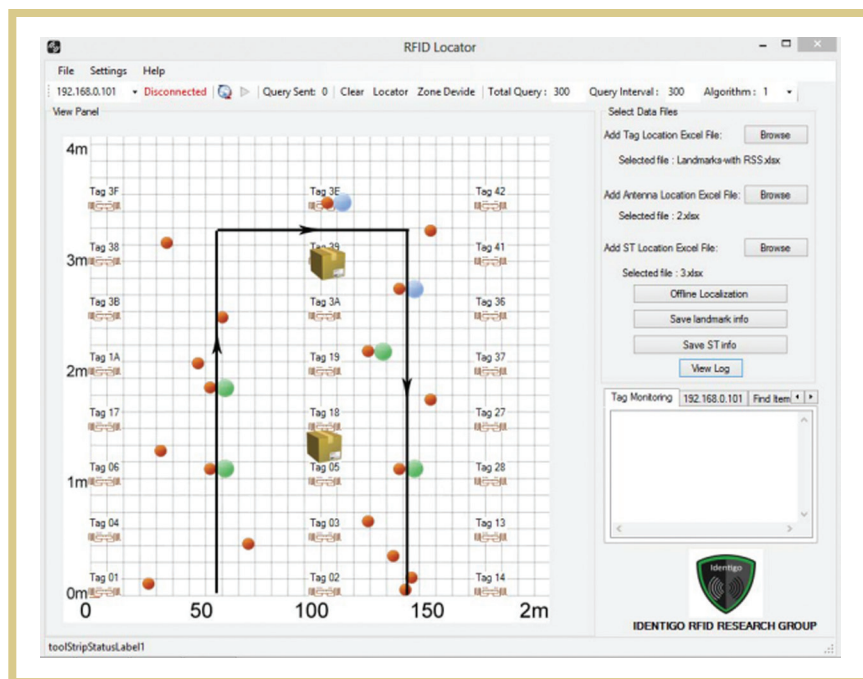 RFID Locator
File Settings Help
192.168.0.101 Disconnected Query Sent: 0 Clear Locator Zone Devide Total Query : 300 Query Interval : 300 Algorithm : 1
View Panel
Select Data Files
Add Tag Location Excel File: Browse
Selected file : Landmarks-with RSS.xlsx
Add Antenna Location Excel File: Browse
Selected file : 2.xlsx
Add ST Location Excel File: Browse
Selected file : 3.xlsx
Offline Localization
Save landmark info
Save ST info
View Log
Tag Monitoring 192.168.0.101 Find Item
4m
Tag 3F Tag 3E Tag 42
Tag 38 Tag 39 Tag 41
3m
Tag 3B Tag 3A Tag 36
Tag 1A Tag 19 Tag 37
2m
Tag 17 Tag 18 Tag 27
Tag 06 Tag 05 Tag 28
1m
Tag 04 Tag 03 Tag 13
Tag 01 Tag 02 Tag 14
0m
0 50 100 150 2m
Identigo
IDENTIGO RFID RESEARCH GROUP
toolStripStatusLabel1